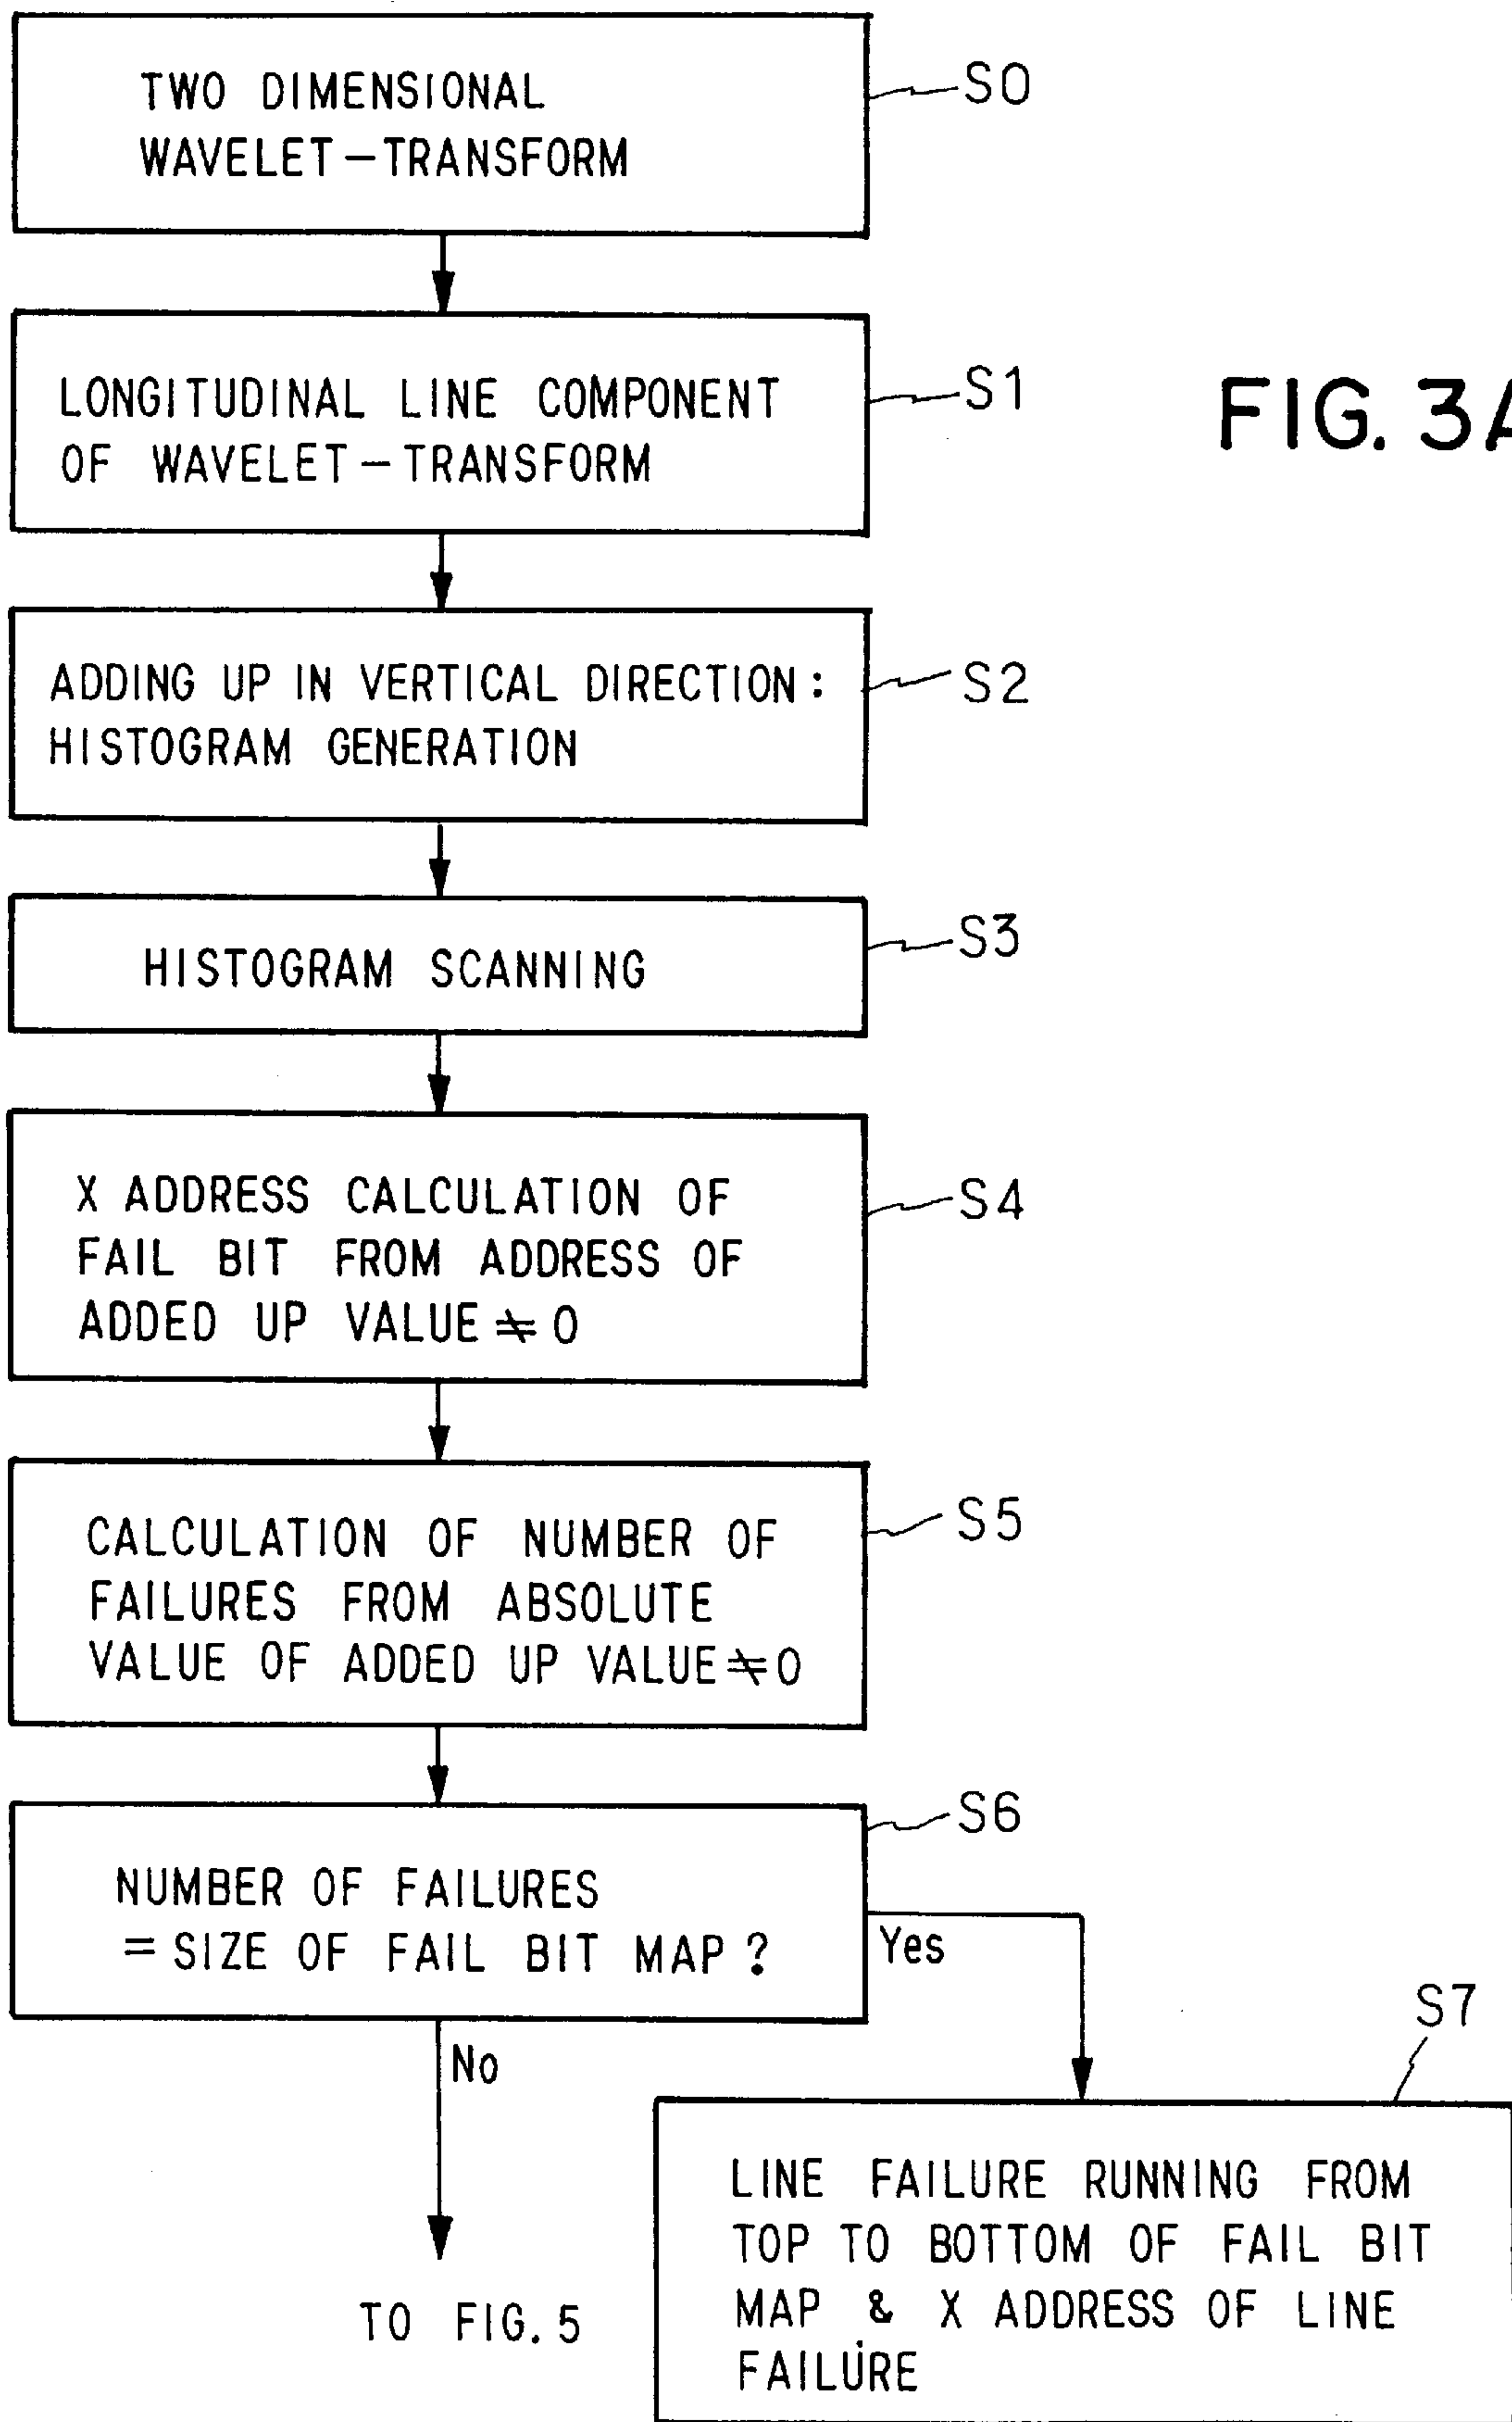 TWO DIMENSIONAL
WAVELET-TRANSFORM
S0
LONGITUDINAL LINE COMPONENT
OF WAVELET-TRANSFORM
S1
FIG. 3A
ADDING UP IN VERTICAL DIRECTION:
HISTOGRAM GENERATION
S2
HISTOGRAM SCANNING
S3
X ADDRESS CALCULATION OF
FAIL BIT FROM ADDRESS OF
ADDED UP VALUE ≠ 0
S4
CALCULATION OF NUMBER OF
FAILURES FROM ABSOLUTE
VALUE OF ADDED UP VALUE ≠ 0
S5
NUMBER OF FAILURES
= SIZE OF FAIL BIT MAP?
S6
Yes
No
S7
LINE FAILURE RUNNING FROM
TOP TO BOTTOM OF FAIL BIT
MAP & X ADDRESS OF LINE
FAILURE
TO FIG. 5